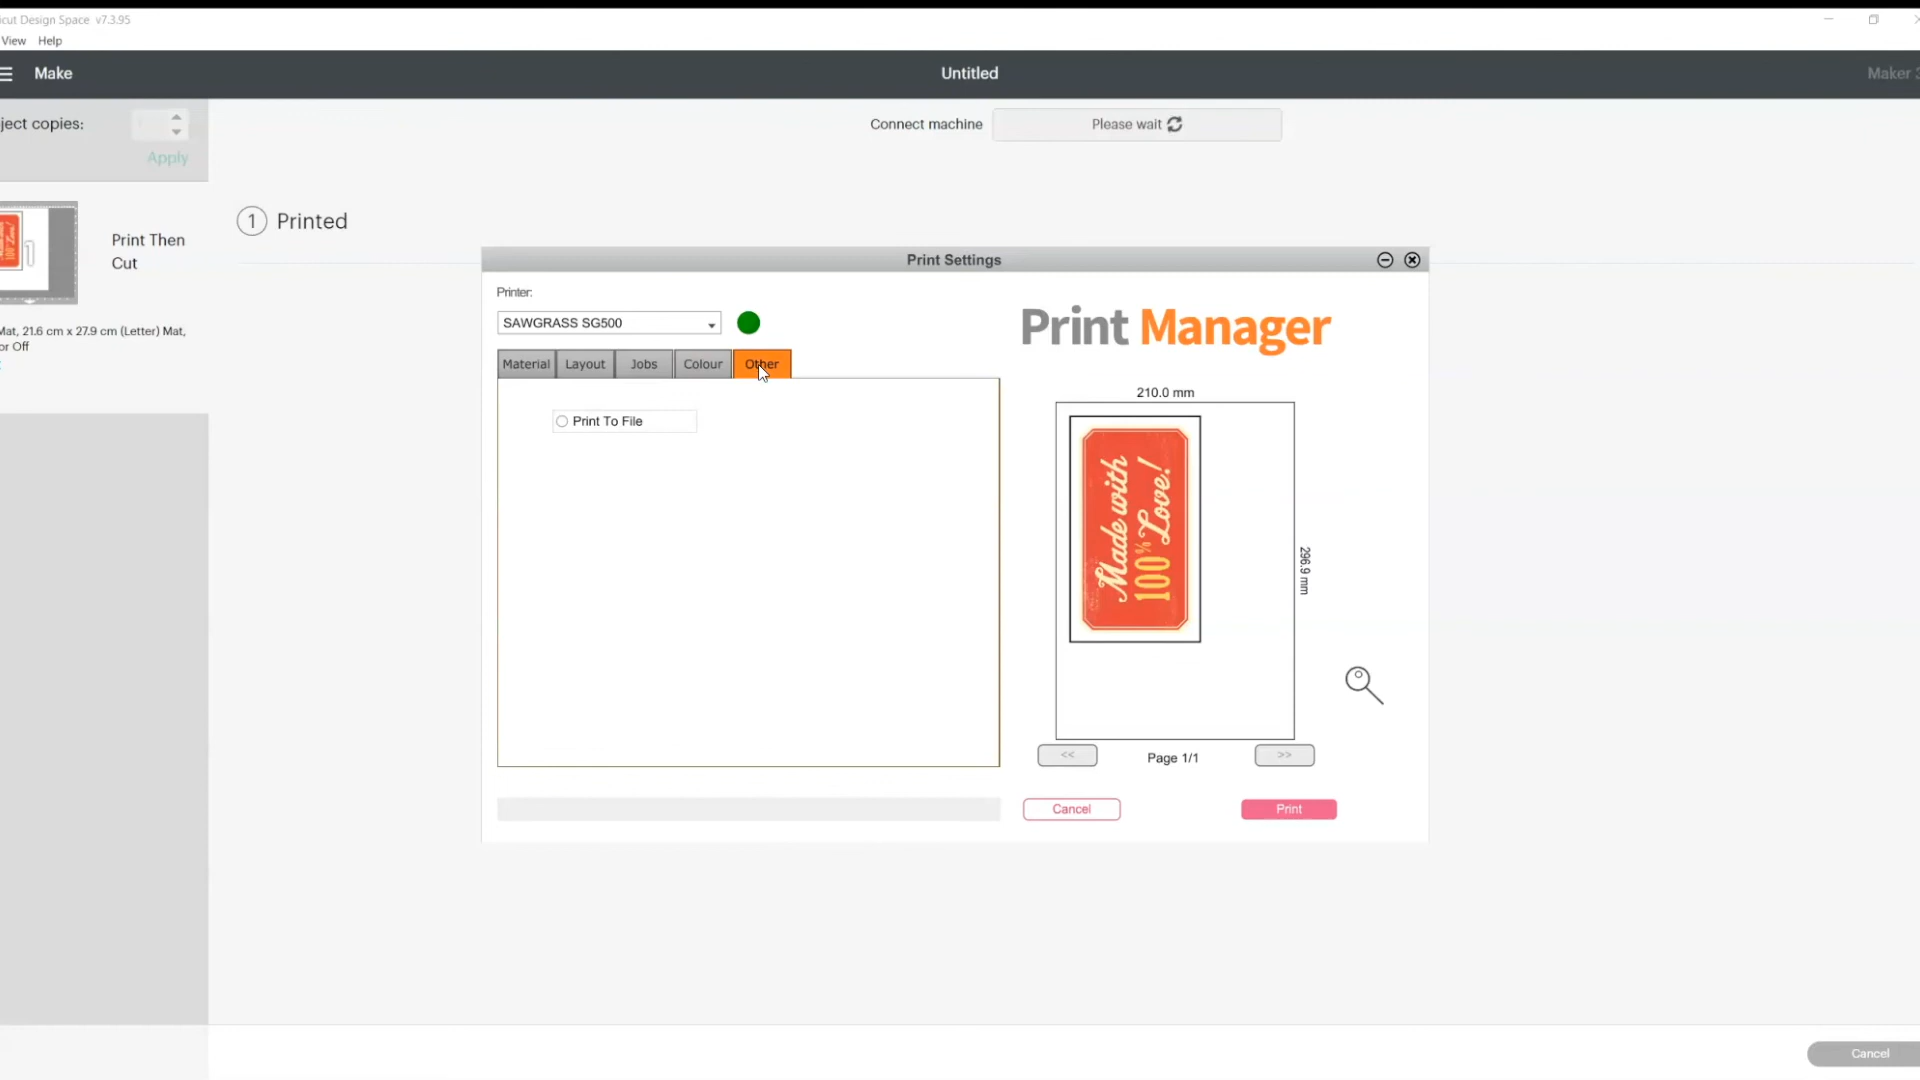 cut Design Space v7.3.95
View Help
Make
Untitled
Maker 3
ject copies:
Apply
Connect machine
Please wait
Print Then
Cut
Mat, 21.6 cm x 27.9 cm (Letter) Mat,
or Off
1 Printed
Print Settings
Printer:
SAWGRASS SG500
Print Manager
Material Layout Jobs Colour Other
Print To File
210.0 mm
296.9 mm
Made with
100% Love!
<< Page 1/1 >>
Cancel
Print
Cancel